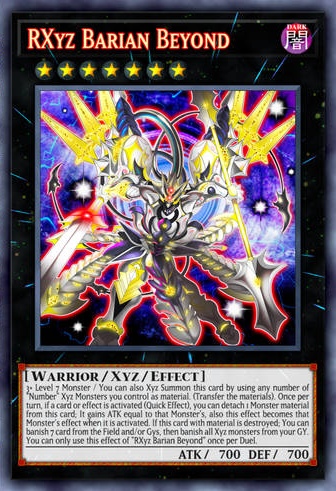 RXyz Barian Beyond
DARK
闇
[Warrior/Xyz/Effect]
3+ Level 7 Monster / You can also Xyz Summon this card by using any number of
"Number" Xyz Monsters you control as material. (Transfer the materials). Once per
turn, if a card or effect is activated (Quick Effect), you can detach 1 Monster material
from this card; It gains ATK equal to that Monster's, also this effect becomes that
Monster's effect when it is activated. If this card with material is destroyed; You can
banish 7 card from the Field and/or Gys, then banish all Xyz monsters from your GY.
You can only use this effect of "RXyz Barian Beyond" once per Duel.
ATK/ 700 DEF/ 700